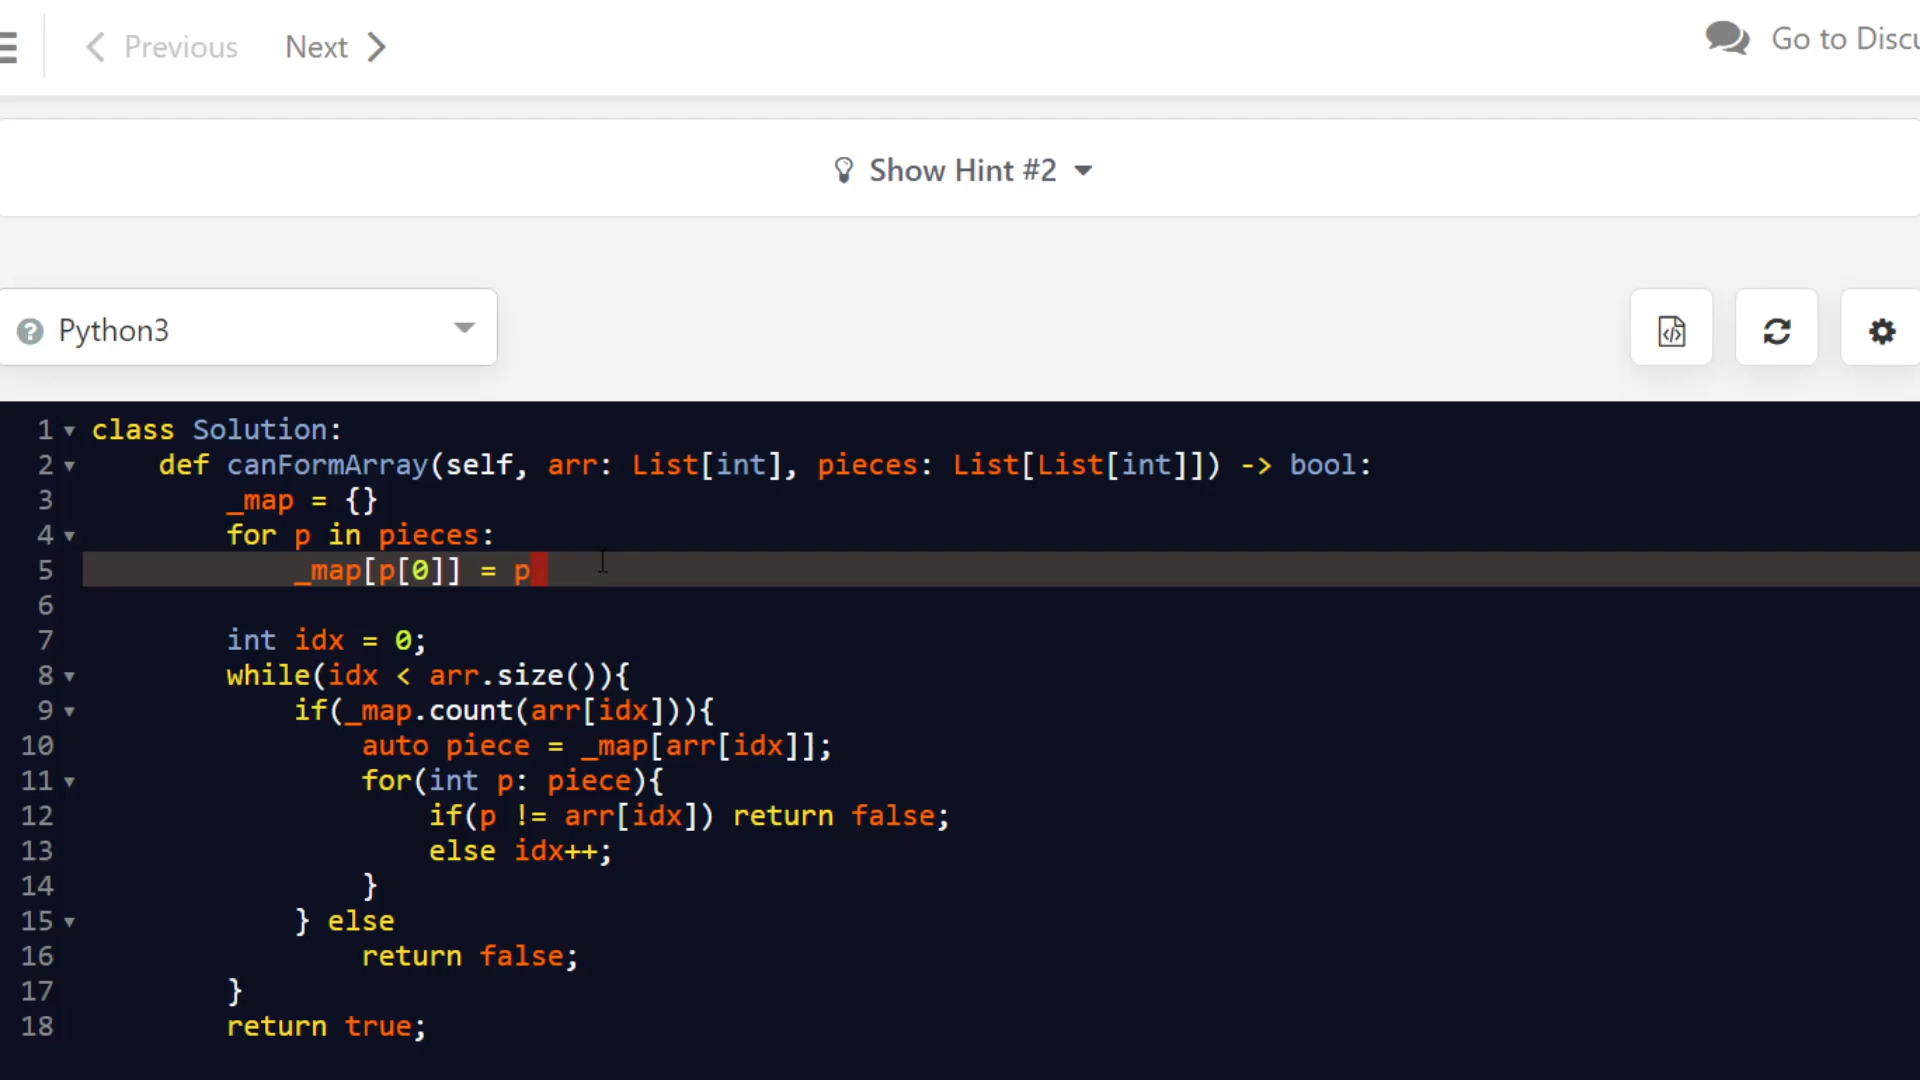 Previous Next Go to Discu
Show Hint #2
Python3
1 class Solution:
2 def canFormArray(self, arr: List[int], pieces: List[List[int]]) -> bool:
3 _map = {}
4 for p in pieces:
5 _map[p[0]] = p
6
7 int idx = 0;
8 while(idx < arr.size()){
9 if(_map.count(arr[idx])){
10 auto piece = _map[arr[idx]];
11 for(int p: piece){
12 if(p != arr[idx]) return false;
13 else idx++;
14 }
15 } else
16 return false;
17 }
18 return true;